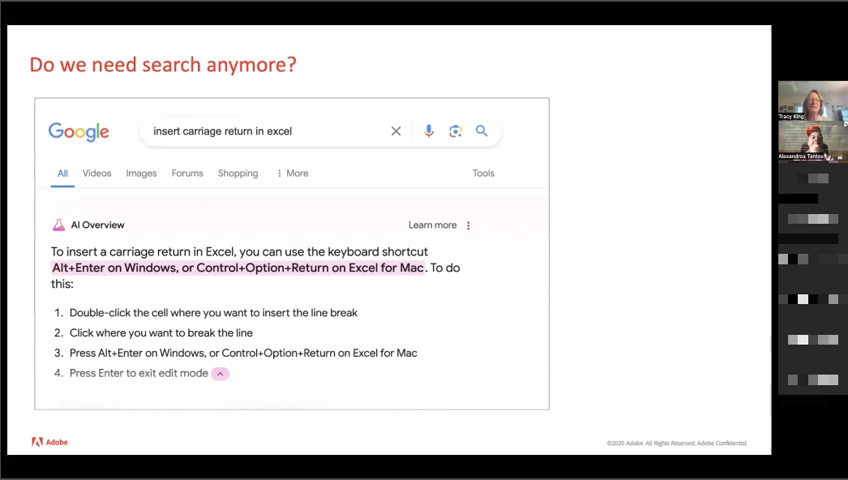 Do we need search anymore?
Google
insert carriage return in excel
All Videos Images Forums Shopping More Tools
AI Overview Learn more
To insert a carriage return in Excel, you can use the keyboard shortcut
Alt+Enter on Windows, or Control+Option+Return on Excel for Mac. To do
this:
1. Double-click the cell where you want to insert the line break
2. Click where you want to break the line
3. Press Alt+Enter on Windows, or Control+Option+Return on Excel for Mac
4. Press Enter to exit edit mode
Adobe
©2020 Adobe. All Rights Reserved. Adobe Confidential.
Tracy King
Alexandros Tantos